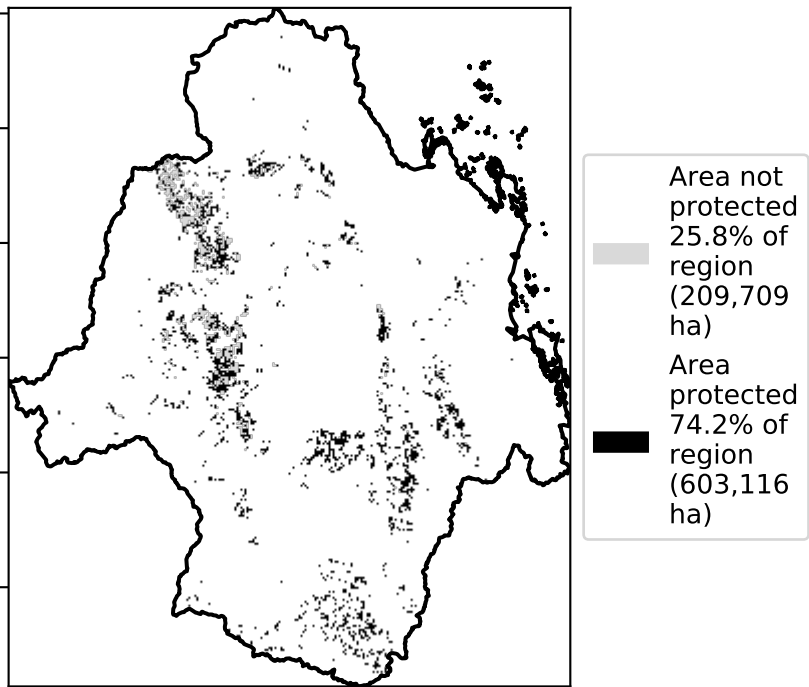 Area not
protected
25.8% of
region
(209,709
ha)
Area
protected
74.2% of
region
(603,116
ha)